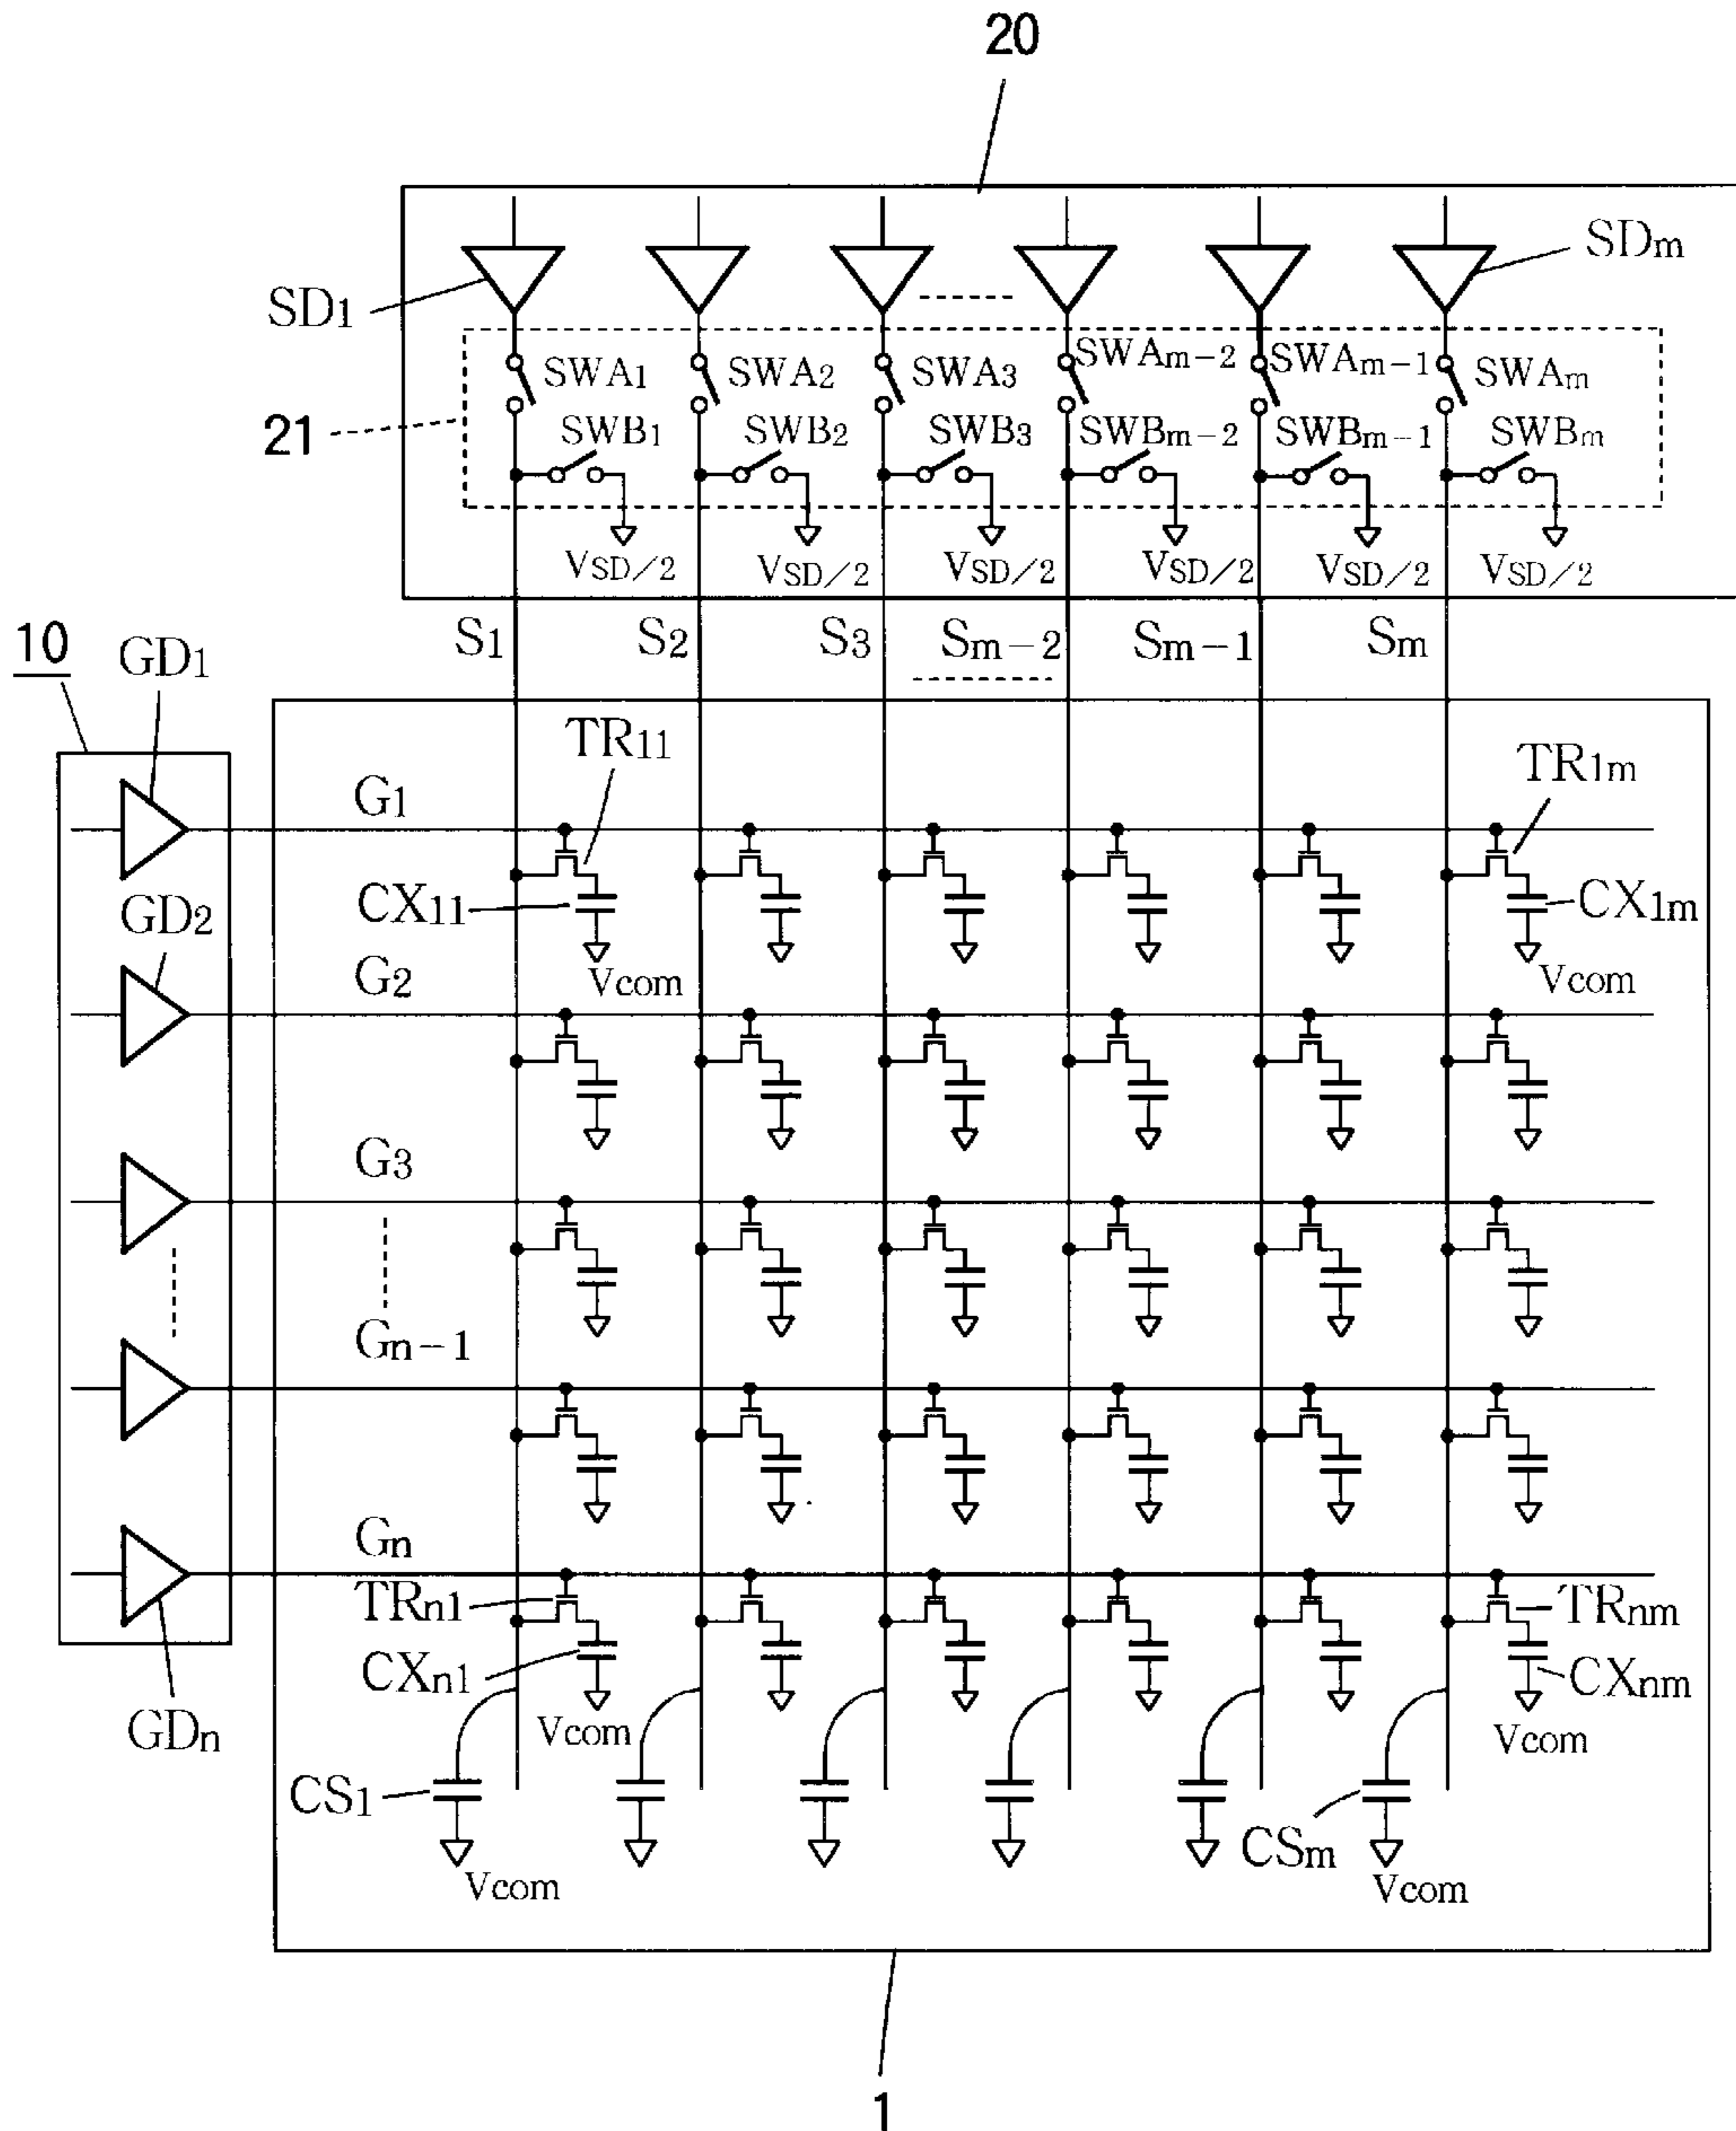 20
SD1
SDm
SWA1 SWA2 SWA3 SWAm-2 SWAm-1 SWAm
21
SWB1 SWB2 SWB3 SWBm-2 SWBm-1 SWBm
VSD/2 VSD/2 VSD/2 VSD/2 VSD/2 VSD/2
S1 S2 S3 Sm-2 Sm-1 Sm
10
GD1
TR11
TR1m
G1
CX11
CX1m
GD2
G2
Vcom
Vcom
G3
Gn-1
Gn
TRn1
TRnm
CXn1
CXnm
GDn
Vcom
Vcom
CS1
CSm
Vcom
Vcom
1